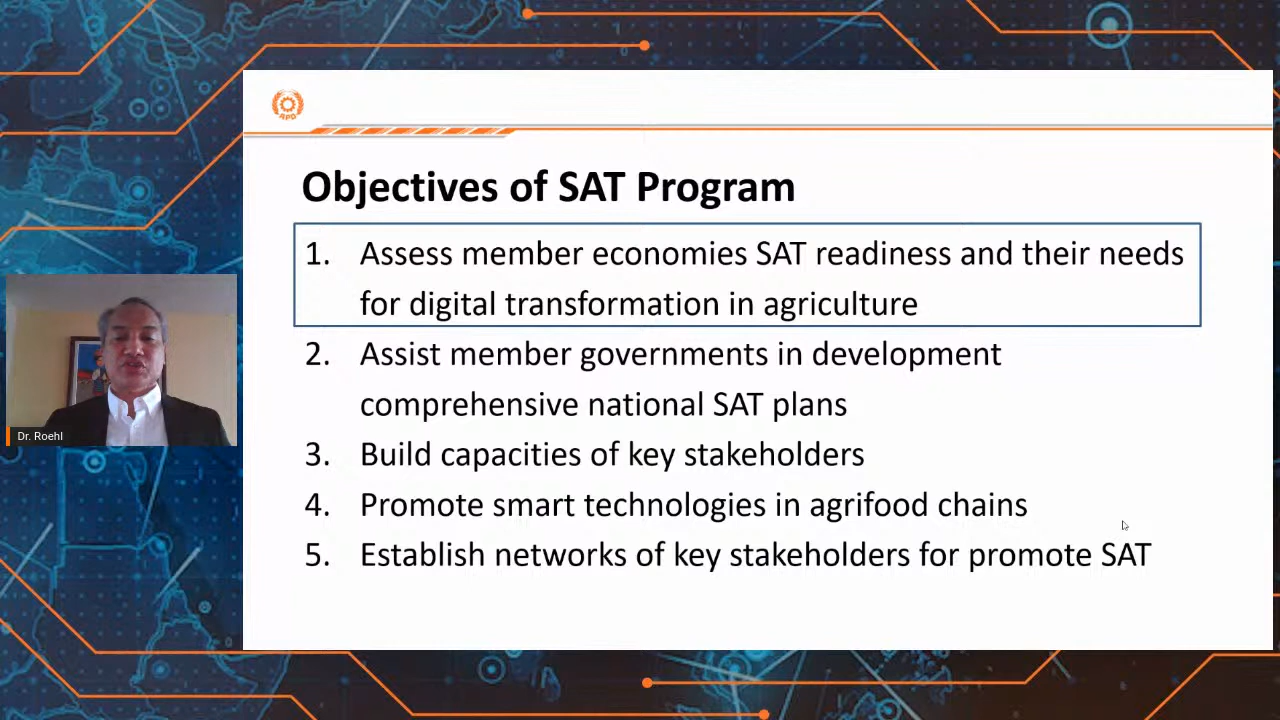 APO
Objectives of SAT Program
1. Assess member economies SAT readiness and their needs
for digital transformation in agriculture
2. Assist member governments in development
comprehensive national SAT plans
3. Build capacities of key stakeholders
4. Promote smart technologies in agrifood chains
5. Establish networks of key stakeholders for promote SAT
Dr. Roehl